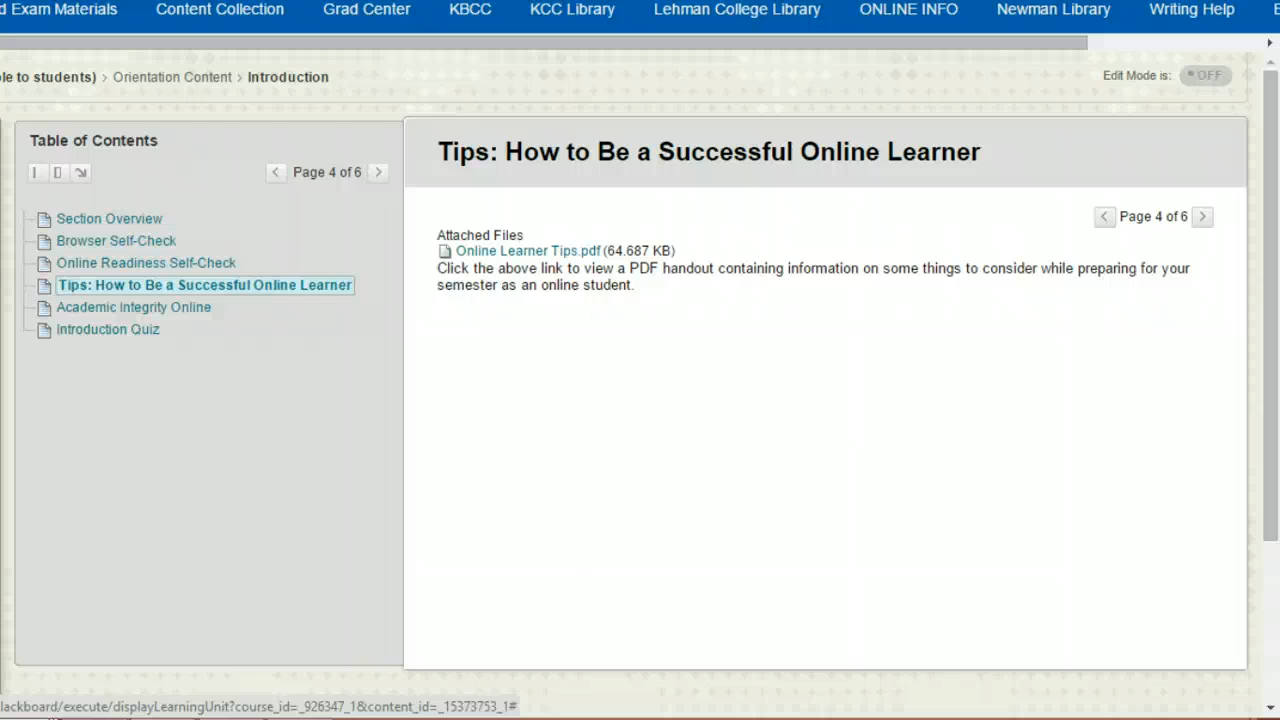 d Exam Materials Content Collection Grad Center KBCC KCC Library Lehman College Library ONLINE INFO Newman Library Writing Help
le to students) > Orientation Content > Introduction
Edit Mode is: OFF
Table of Contents
Page 4 of 6
Section Overview
Browser Self-Check
Online Readiness Self-Check
Tips: How to Be a Successful Online Learner
Academic Integrity Online
Introduction Quiz
Tips: How to Be a Successful Online Learner
Page 4 of 6
Attached Files
Online Learner Tips.pdf (64.687 KB)
Click the above link to view a PDF handout containing information on some things to consider while preparing for your
semester as an online student.
lackboard/execute/displayLearningUnit?course_id=_926347_1&content_id=_15373753_1#